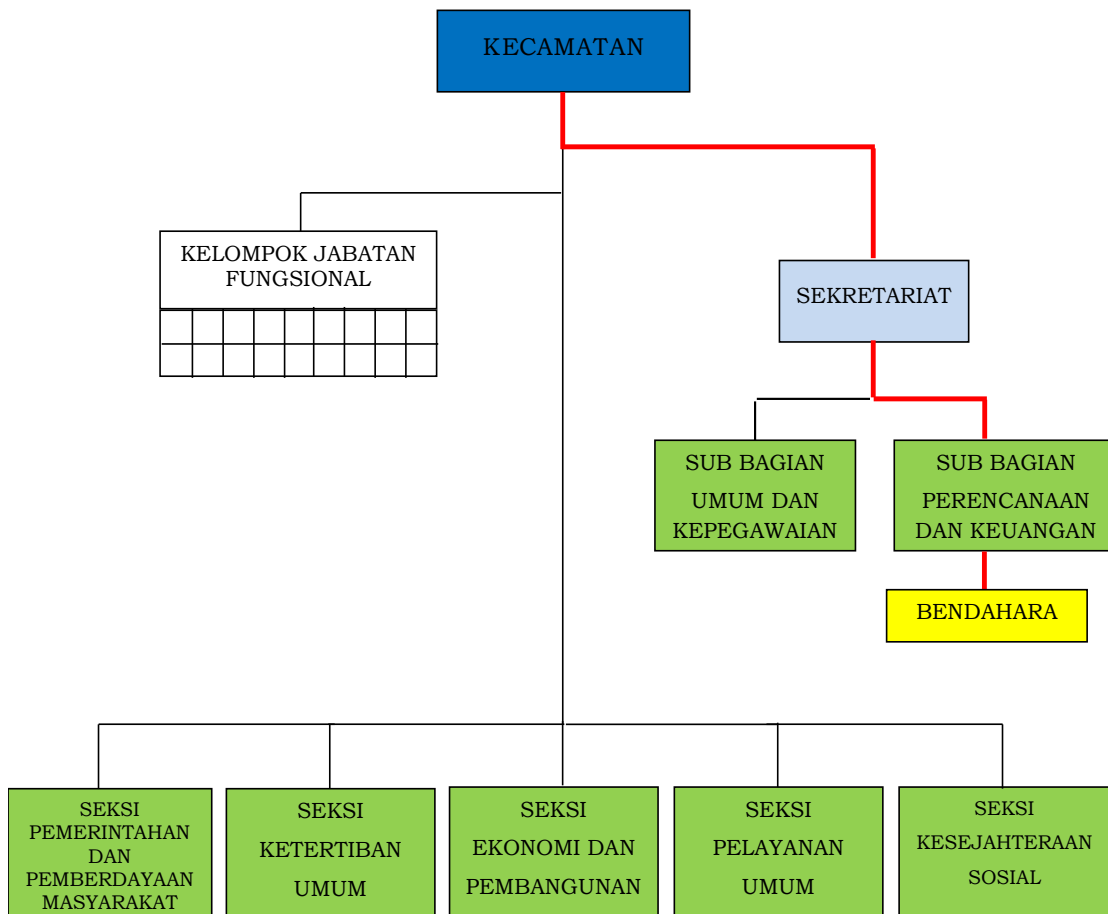 KECAMATAN
KELOMPOK JABATAN
FUNGSIONAL
SEKRETARIAT
SUB BAGIAN
UMUM DAN
KEPEGAWAIAN
SUB BAGIAN
PERENCANAAN
DAN KEUANGAN
BENDAHARA
SEKSI
PEMERINTAHAN
DAN
PEMBERDAYAAN
MASYARAKAT
SEKSI
KETERTIBAN
UMUM
SEKSI
EKONOMI DAN
PEMBANGUNAN
SEKSI
PELAYANAN
UMUM
SEKSI
KESEJAHTERAAN
SOSIAL